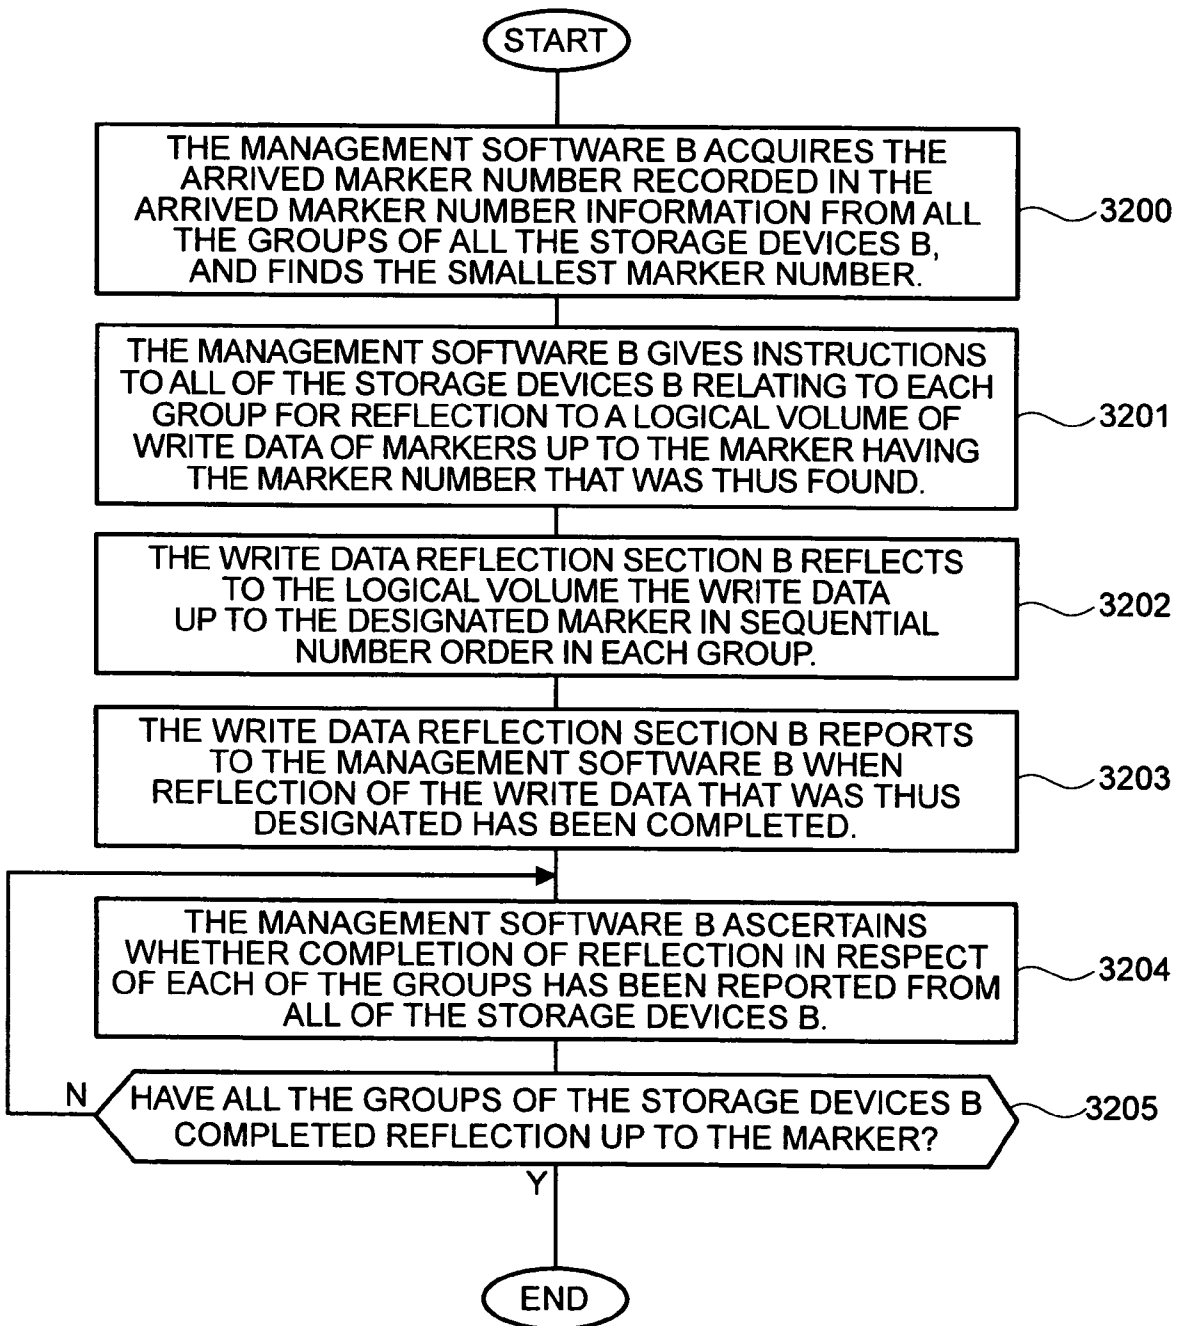 START
THE MANAGEMENT SOFTWARE B ACQUIRES THE
ARRIVED MARKER NUMBER RECORDED IN THE
ARRIVED MARKER NUMBER INFORMATION FROM ALL
THE GROUPS OF ALL THE STORAGE DEVICES B,
AND FINDS THE SMALLEST MARKER NUMBER.
3200
THE MANAGEMENT SOFTWARE B GIVES INSTRUCTIONS
TO ALL OF THE STORAGE DEVICES B RELATING TO EACH
GROUP FOR REFLECTION TO A LOGICAL VOLUME OF
WRITE DATA OF MARKERS UP TO THE MARKER HAVING
THE MARKER NUMBER THAT WAS THUS FOUND.
3201
THE WRITE DATA REFLECTION SECTION B REFLECTS
TO THE LOGICAL VOLUME THE WRITE DATA
UP TO THE DESIGNATED MARKER IN SEQUENTIAL
NUMBER ORDER IN EACH GROUP.
3202
THE WRITE DATA REFLECTION SECTION B REPORTS
TO THE MANAGEMENT SOFTWARE B WHEN
REFLECTION OF THE WRITE DATA THAT WAS THUS
DESIGNATED HAS BEEN COMPLETED.
3203
THE MANAGEMENT SOFTWARE B ASCERTAINS
WHETHER COMPLETION OF REFLECTION IN RESPECT
OF EACH OF THE GROUPS HAS BEEN REPORTED FROM
ALL OF THE STORAGE DEVICES B.
3204
N
HAVE ALL THE GROUPS OF THE STORAGE DEVICES B
COMPLETED REFLECTION UP TO THE MARKER?
3205
Y
END